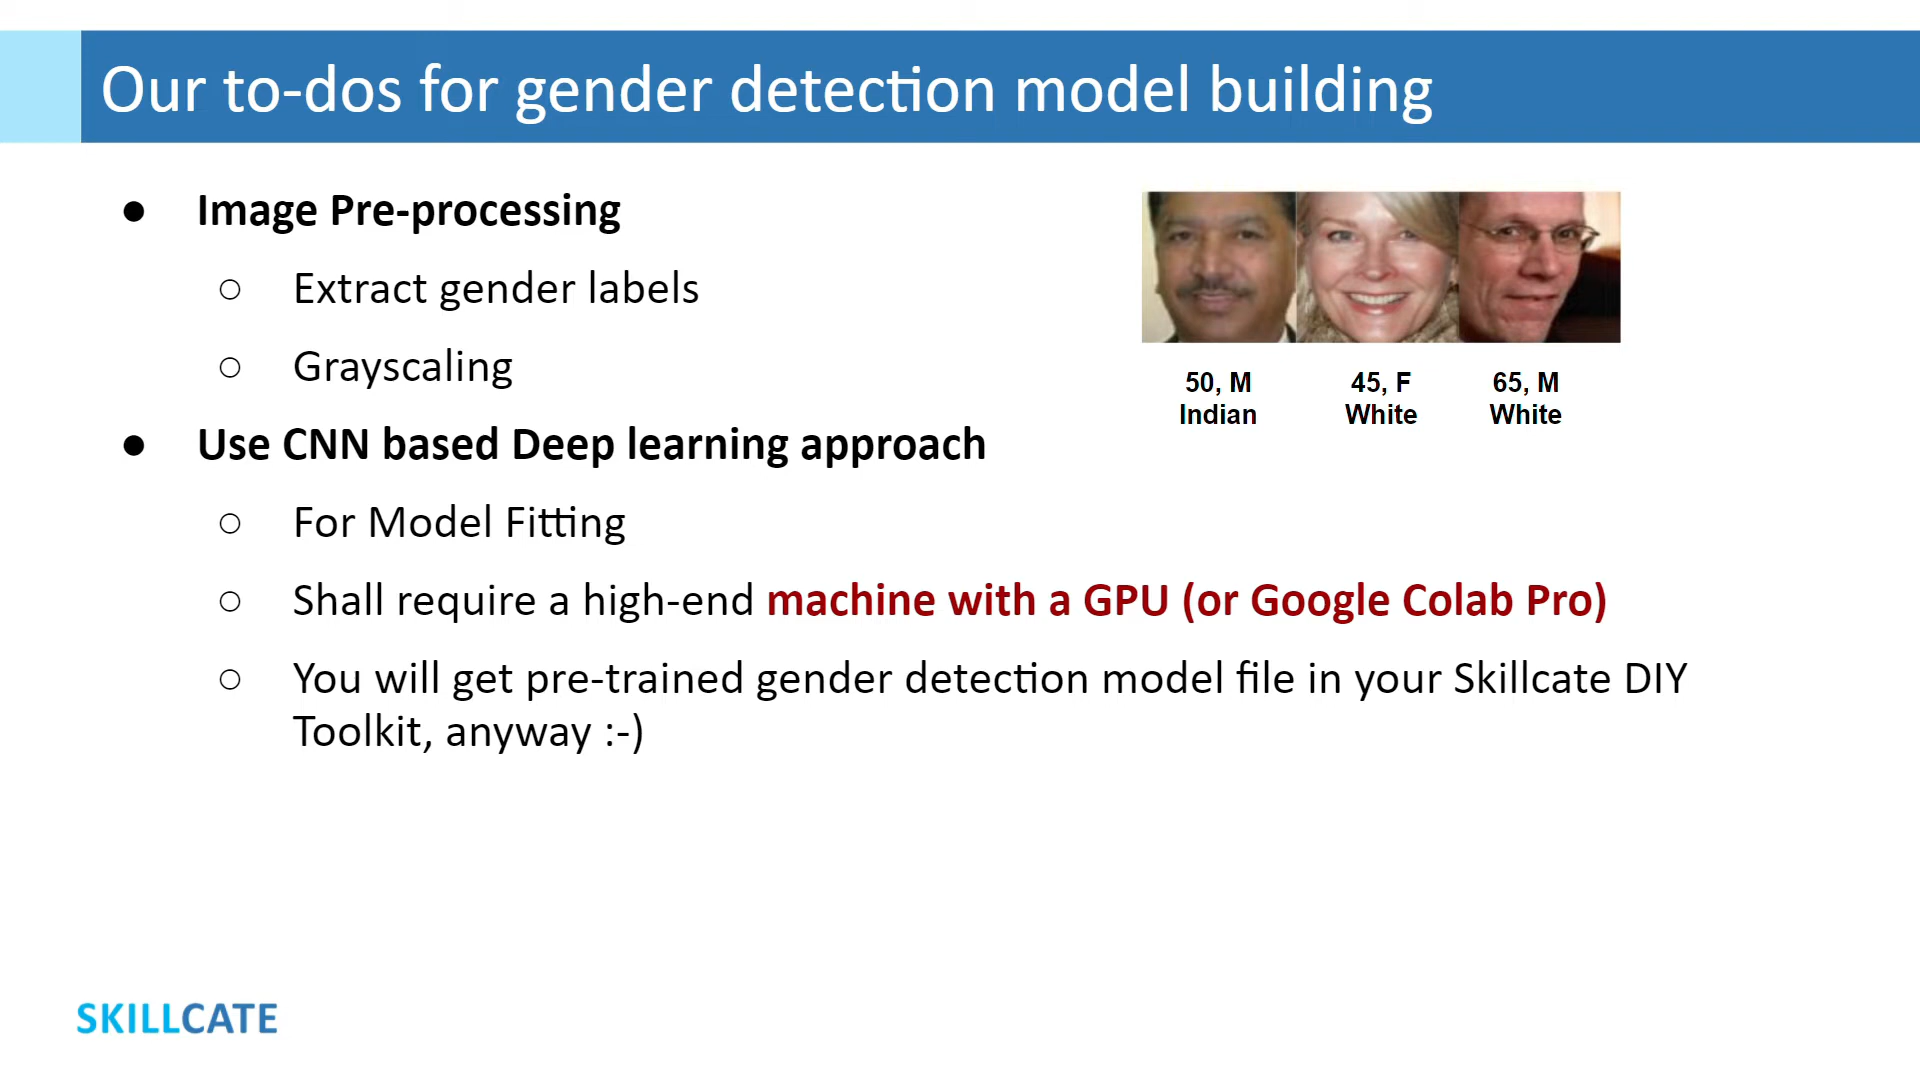 Our to-dos for gender detection model building
● Image Pre-processing
○ Extract gender labels
○ Grayscaling
50, M
Indian
45, F
White
65, M
White
● Use CNN based Deep learning approach
○ For Model Fitting
○ Shall require a high-end machine with a GPU (or Google Colab Pro)
○ You will get pre-trained gender detection model file in your Skillcate DIY
Toolkit, anyway :-)
SKILLCATE